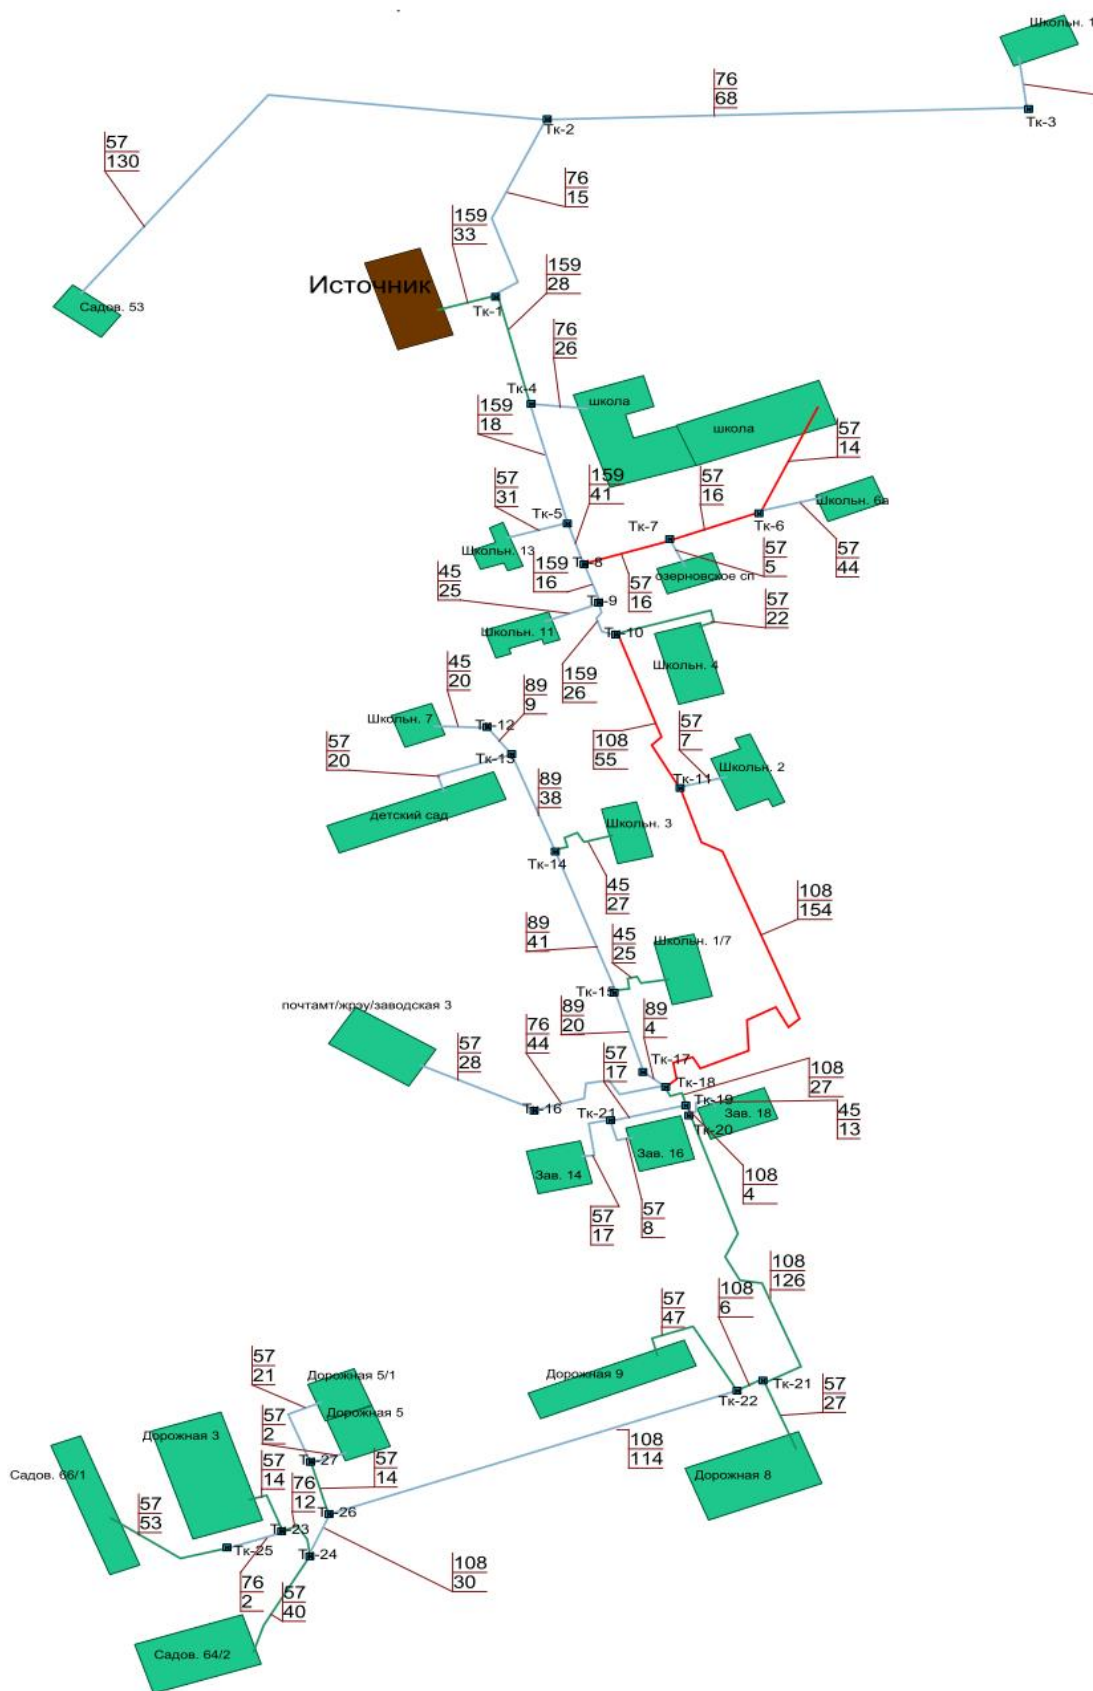 Школьн. 1
76
68
Тк-3
Тк-2
57
130
76
15
159
33
159
28
Источник
Садов. 53
Тк-1
76
26
Тк-4
159
18
школа
школа
57
14
57
31
159
41
57
16
Школьн. 6а
Тк-5
Тк-6
Тк-7
Школьн. 13
159
16
Тк-8
57
44
57
5
озерновское сп
45
25
57
16
Тк-9
57
22
Школьн. 11
Тк-10
Школьн. 4
159
26
45
20
89
9
Школьн. 7
Тк-12
108
55
57
7
57
20
Тк-13
Школьн. 2
Тк-11
89
38
детский сад
Школьн. 3
Тк-14
45
27
108
154
89
41
45
25
Школьн. 1/7
Тк-15
почтамт/жрэу/заводская 3
89
20
89
4
76
44
57
28
57
17
Тк-17
108
27
Тк-18
Тк-16
Тк-19
Тк-21
Тк-20
Зав. 18
45
13
Зав. 16
Зав. 14
108
4
57
17
57
8
108
126
108
6
57
47
57
21
Дорожная 5/1
Дорожная 9
Тк-21
Тк-22
57
27
57
2
Дорожная 5
Дорожная 3
108
114
57
14
76
12
57
14
Тк-27
Садов. 66/1
Дорожная 8
57
53
Тк-26
Тк-23
Тк-25
Тк-24
108
30
76
2
57
40
Садов. 64/2